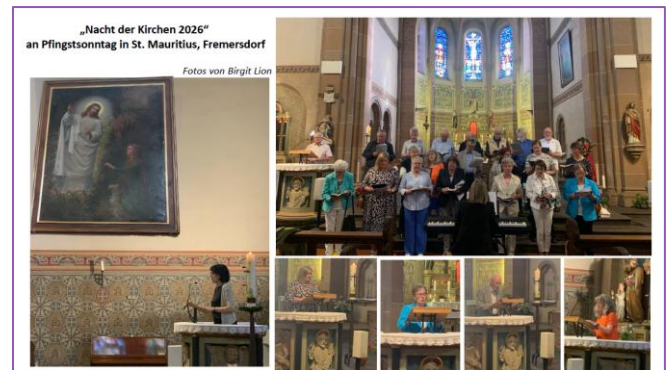 „Nacht der Kirchen 2026“
an Pfingstsonntag in St. Mauritius, Fremersdorf
Fotos von Birgit Lion